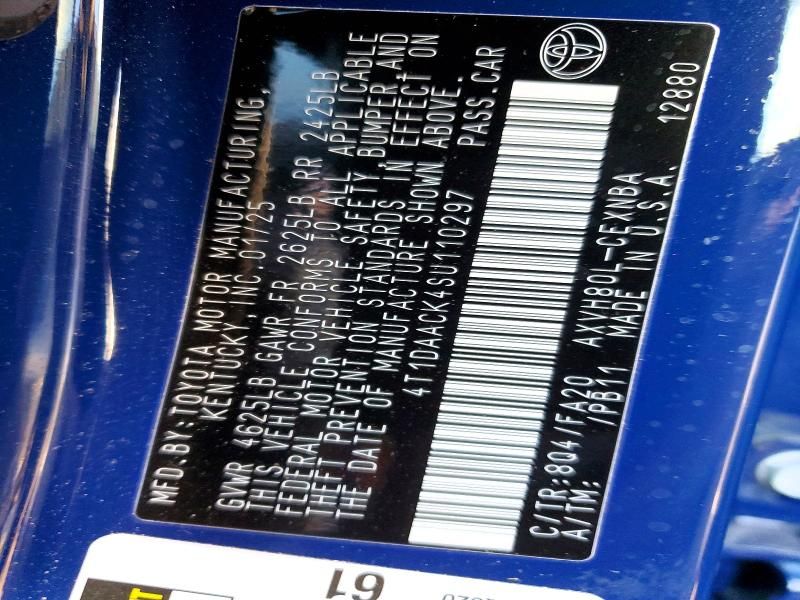 MFD.BY:TOYOTA MOTOR MANUFACTURING,
KENTUCKY, INC.01/25
GVWR 4625LB GAWR FR 2625LB RR 2425LB
THIS VEHICLE CONFORMS TO ALL APPLICABLE
FEDERAL MOTOR VEHICLE SAFETY BUMPER,AND
THEFT PREVENTION STANDARDS IN EFFECT ON
THE DATE OF MANUFACTURE SHOWN ABOVE.
4T1DAACK4SU110297 PASS.CAR
C/TR:8Q4/FA20 AXVH80L-CEXNBA
A/TM: /PB11 MADE IN U.S.A. 12880
61